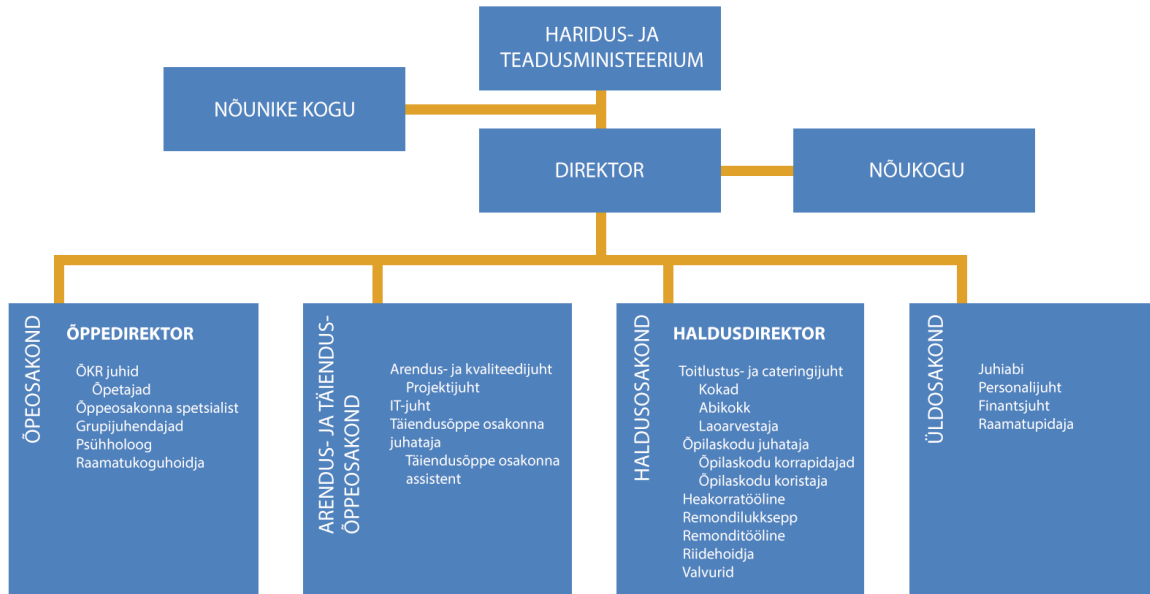 HARIDUS- JA
TEADUSMINISTEERIUM
NÕUNIKE KOGU
DIREKTOR
NÕUKOGU
ÕPEOSAKOND
ÕPPEDIREKTOR
ÕKR juhid
Õpetajad
Õppeosakonna spetsialist
Grupijuhendajad
Psühholoog
Raamatukoguhoidja
ARENDUS- JA TÄIENDUS-
ÕPPEOSAKOND
Arendus- ja kvaliteedijuht
Projektijuht
IT-juht
Täiendusõppe osakonna
juhataja
Täiendusõppe osakonna
assistent
HALDUSOSAKOND
HALDUSDIREKTOR
Toitlustus- ja cateringijuht
Kokad
Abikokk
Laoarvestaja
Õpilaskodu juhataja
Õpilaskodu korrapidajad
Õpilaskodu koristaja
Heakorratööline
Remondilukksepp
Remonditööline
Riidehoidja
Valvurid
ÜLDOSAKOND
Juhiabi
Personalijuht
Finantsjuht
Raamatupidaja